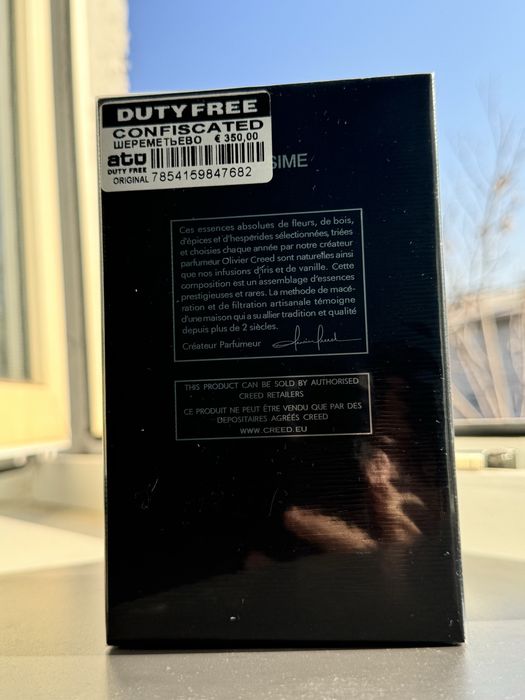 DUTY FREE
CONFISCATED
ШЕРЕМЕТЬЕВО € 350,00
atu
DUTY FREE
ORIGINAL 7854159847682
SIME
Ces essences absolues de fleurs, de bois,
d'épices et d'hespérides sélectionnées, triées
et choisies chaque année par notre créateur
parfumeur Olivier Creed sont naturelles ainsi
que nos infusions d'iris et de vanille. Cette
composition est un assemblage d'essences
prestigieuses et rares. La methode de macé-
ration et de filtration artisanale témoigne
d'une maison qui a su allier tradition et qualité
depuis plus de 2 siècles.
Créateur Parfumeur
THIS PRODUCT CAN BE SOLD BY AUTHORISED
CREED RETAILERS
CE PRODUIT NE PEUT ÊTRE VENDU QUE PAR DES
DEPOSITAIRES AGRÉÉS CREED
WWW.CREED.EU